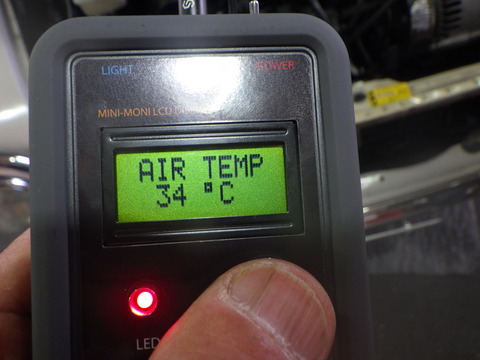 LIGHT
POWER
MINI-MONI LCD
AIR TEMP
34 °C
LED